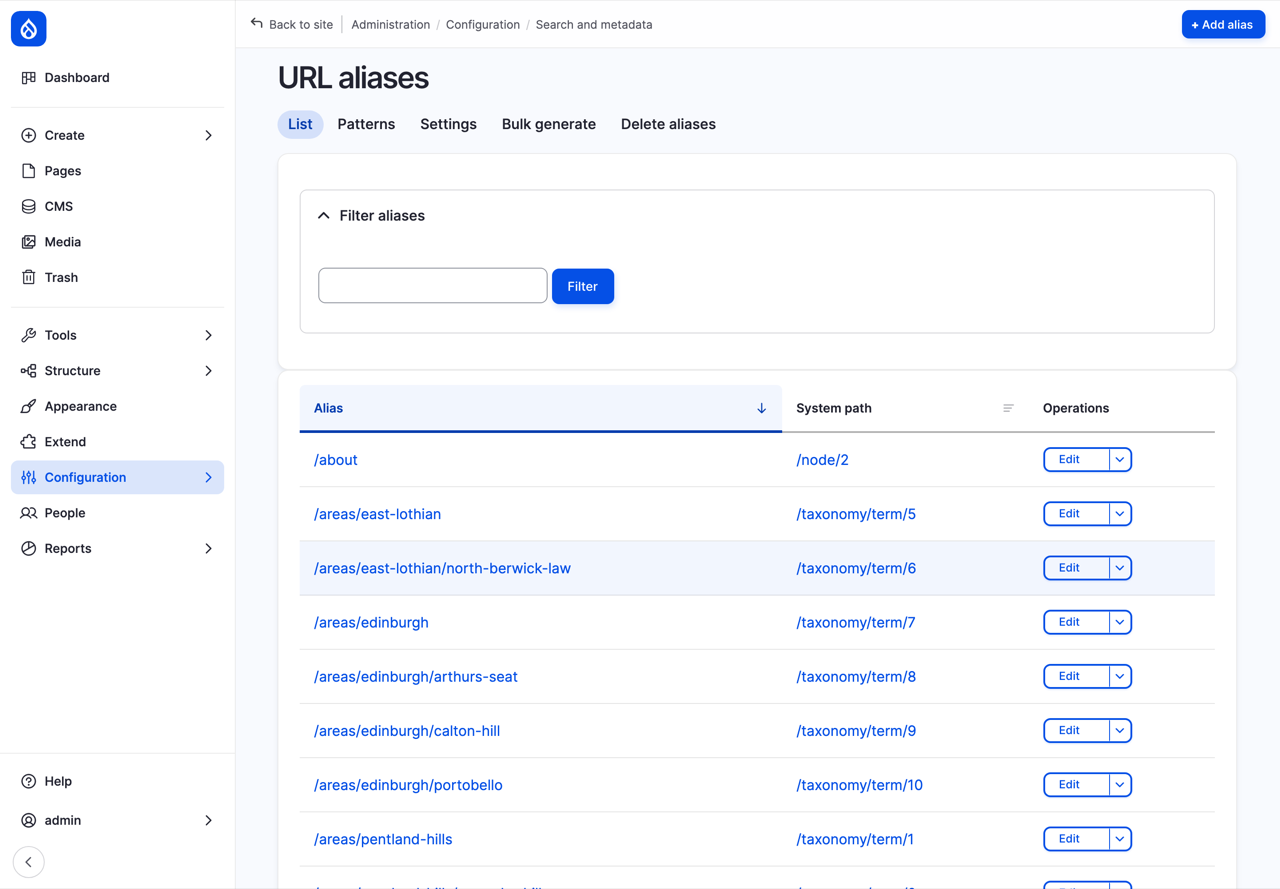 Back to site
Administration / Configuration / Search and metadata
+ Add alias
Dashboard
Create
Pages
CMS
Media
Trash
Tools
Structure
Appearance
Extend
Configuration
People
Reports
Help
admin
URL aliases
List Patterns Settings Bulk generate Delete aliases
Filter aliases
Filter
Alias System path Operations
/about /node/2 Edit
/areas/east-lothian /taxonomy/term/5 Edit
/areas/east-lothian/north-berwick-law /taxonomy/term/6 Edit
/areas/edinburgh /taxonomy/term/7 Edit
/areas/edinburgh/arthurs-seat /taxonomy/term/8 Edit
/areas/edinburgh/calton-hill /taxonomy/term/9 Edit
/areas/edinburgh/portobello /taxonomy/term/10 Edit
/areas/pentland-hills /taxonomy/term/1 Edit